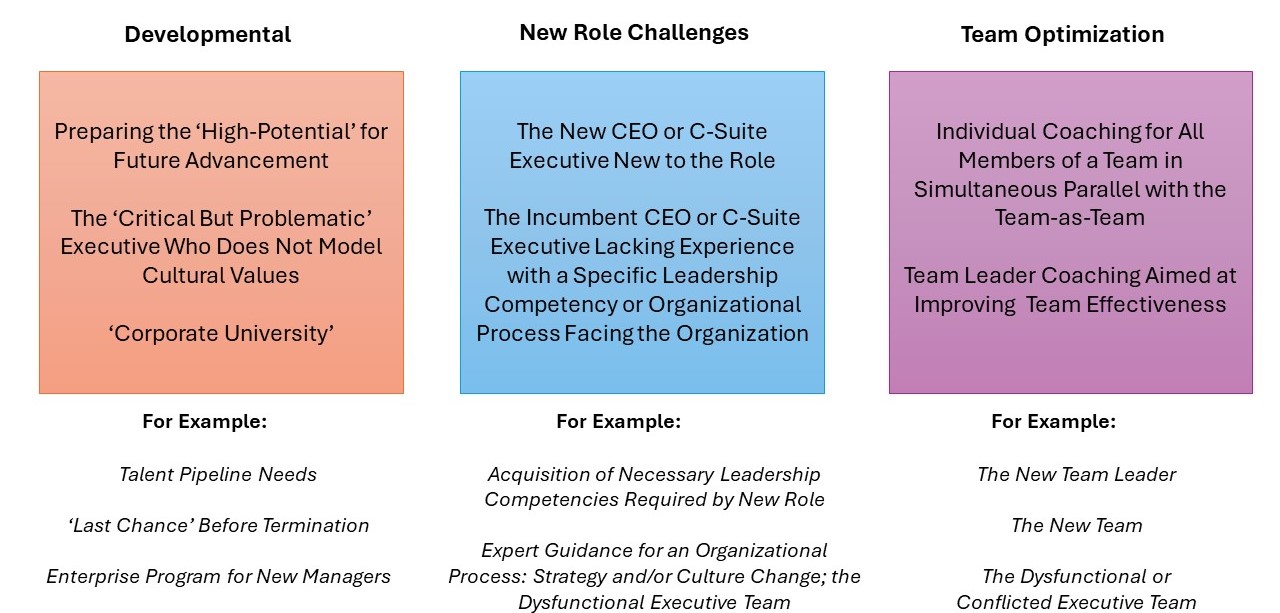 Developmental
Preparing the ‘High-Potential’ for
Future Advancement
The ‘Critical But Problematic’
Executive Who Does Not Model
Cultural Values
‘Corporate University’
For Example:
Talent Pipeline Needs
‘Last Chance’ Before Termination
Enterprise Program for New Managers
New Role Challenges
The New CEO or C-Suite
Executive New to the Role
The Incumbent CEO or C-Suite
Executive Lacking Experience
with a Specific Leadership
Competency or Organizational
Process Facing the Organization
For Example:
Acquisition of Necessary Leadership
Competencies Required by New Role
Expert Guidance for an Organizational
Process: Strategy and/or Culture Change; the
Dysfunctional Executive Team
Team Optimization
Individual Coaching for All
Members of a Team in
Simultaneous Parallel with the
Team-as-Team
Team Leader Coaching Aimed at
Improving Team Effectiveness
For Example:
The New Team Leader
The New Team
The Dysfunctional or
Conflicted Executive Team